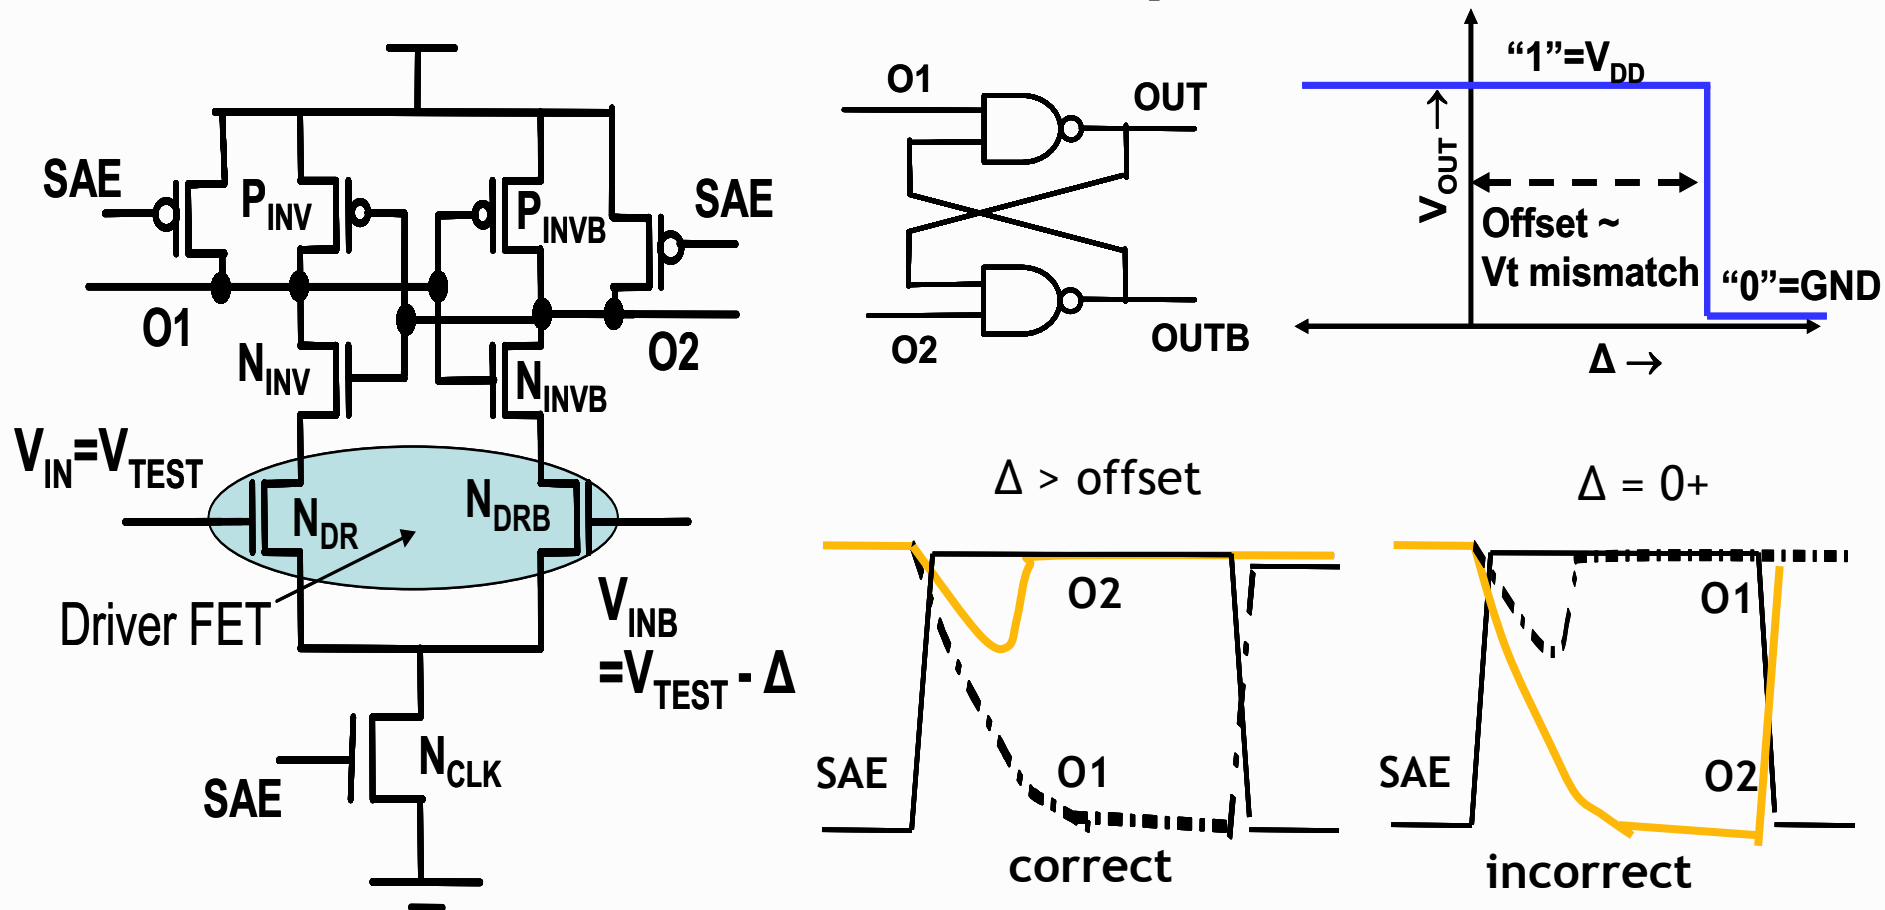 SAE
P_INV
P_INVB
SAE
O1
O2
N_INV
N_INVB
V_IN=V_TEST
N_DR
N_DRB
Driver FET
V_INB
=V_TEST - Δ
N_CLK
SAE
O1
OUT
O2
OUTB
"1"=V_DD
V_OUT →
Offset ~
Vt mismatch
"0"=GND
Δ →
Δ > offset
O2
SAE
O1
correct
Δ = 0+
O1
SAE
O2
incorrect